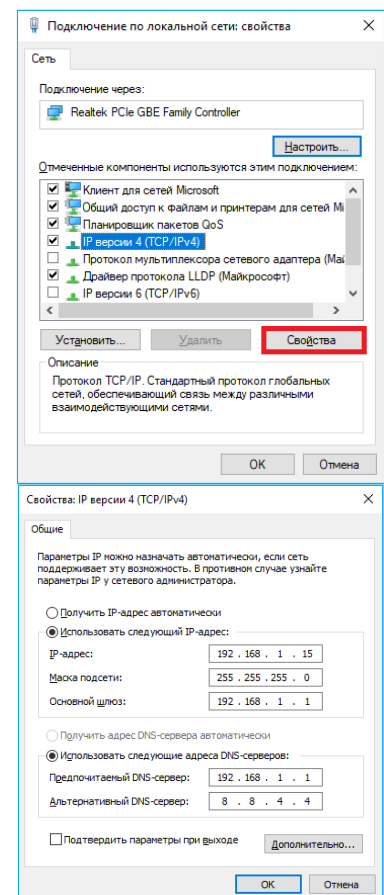 Подключение по локальной сети: свойства
Сеть
Подключение через:
Realtek PCIe GBE Family Controller
Настроить...
Отмеченные компоненты используются этим подключением:
Клиент для сетей Microsoft
Общий доступ к файлам и принтерам для сетей Mi
Планировщик пакетов QoS
IP версии 4 (TCP/IPv4)
Протокол мультиплексора сетевого адаптера (Май
Драйвер протокола LLDP (Майкрософт)
IP версии 6 (TCP/IPv6)
Установить... Удалить Свойства
Описание
Протокол TCP/IP. Стандартный протокол глобальных
сетей, обеспечивающий связь между различными
взаимодействующими сетями.
OK Отмена
Свойства: IP версии 4 (TCP/IPv4)
Общие
Параметры IP можно назначать автоматически, если сеть
поддерживает эту возможность. В противном случае узнайте
параметры IP у сетевого администратора.
Получить IP-адрес автоматически
Использовать следующий IP-адрес:
IP-адрес: 192 . 168 . 1 . 15
Маска подсети: 255 . 255 . 255 . 0
Основной шлюз: 192 . 168 . 1 . 1
Получить адрес DNS-сервера автоматически
Использовать следующие адреса DNS-серверов:
Предпочитаемый DNS-сервер: 192 . 168 . 1 . 1
Альтернативный DNS-сервер: 8 . 8 . 4 . 4
Подтвердить параметры при выходе Дополнительно...
OK Отмена